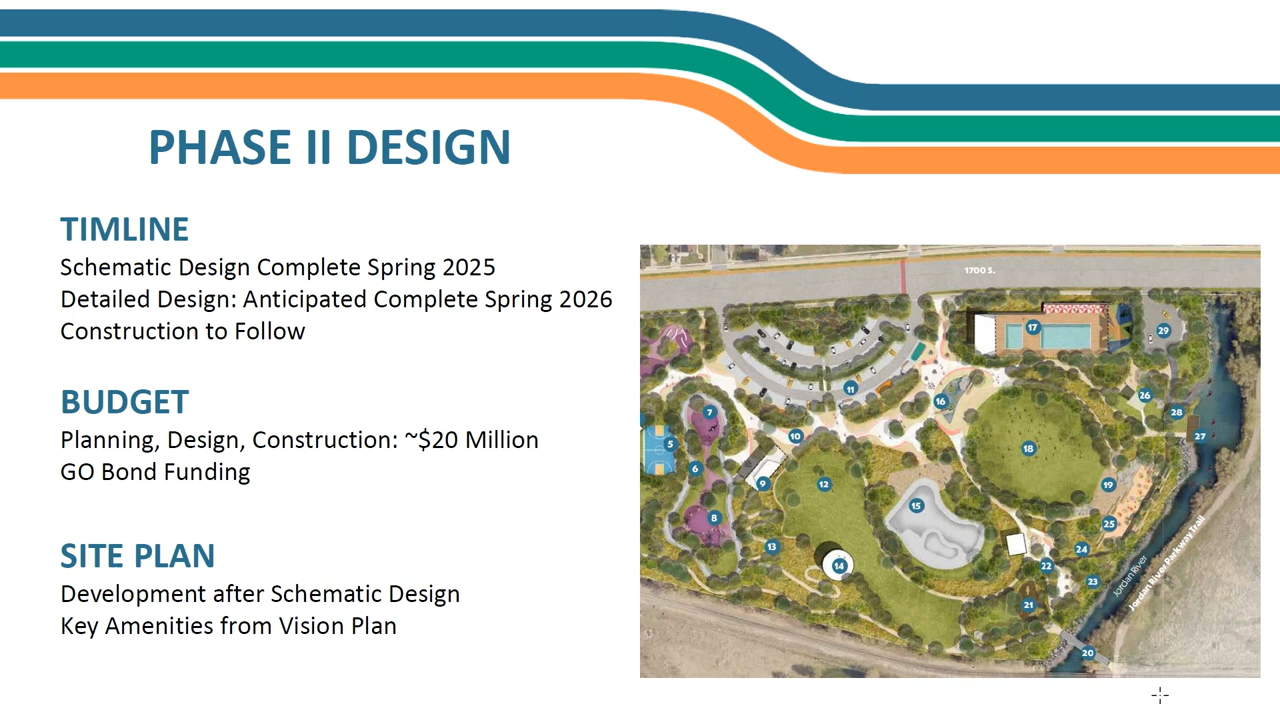 PHASE II DESIGN
TIMLINE
Schematic Design Complete Spring 2025
Detailed Design: Anticipated Complete Spring 2026
Construction to Follow
BUDGET
Planning, Design, Construction: ~$20 Million
GO Bond Funding
SITE PLAN
Development after Schematic Design
Key Amenities from Vision Plan
1700 S.
17
29
11
16
26
7
28
5
10
27
18
6
9
12
19
15
8
25
13
24
14
22
23
21
20
Jordan River
Jordan River Parkway Trail